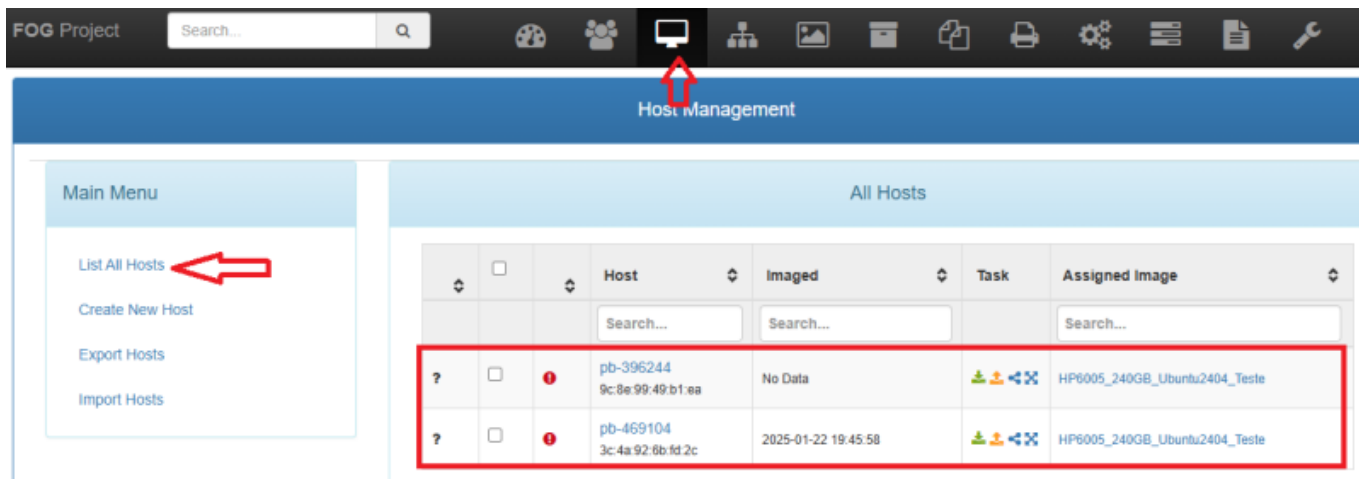 FOG Project Search...
Host Management
Main Menu
All Hosts
List All Hosts
Create New Host
Export Hosts
Import Hosts
Host Imaged Task Assigned Image
Search... Search... Search...
? pb-396244 No Data HP6005_240GB_Ubuntu2404_Teste
9c:8e:99:49:b1:ea
? pb-469104 2025-01-22 19:45:58 HP6005_240GB_Ubuntu2404_Teste
3c:4a:92:6b:fd:2c